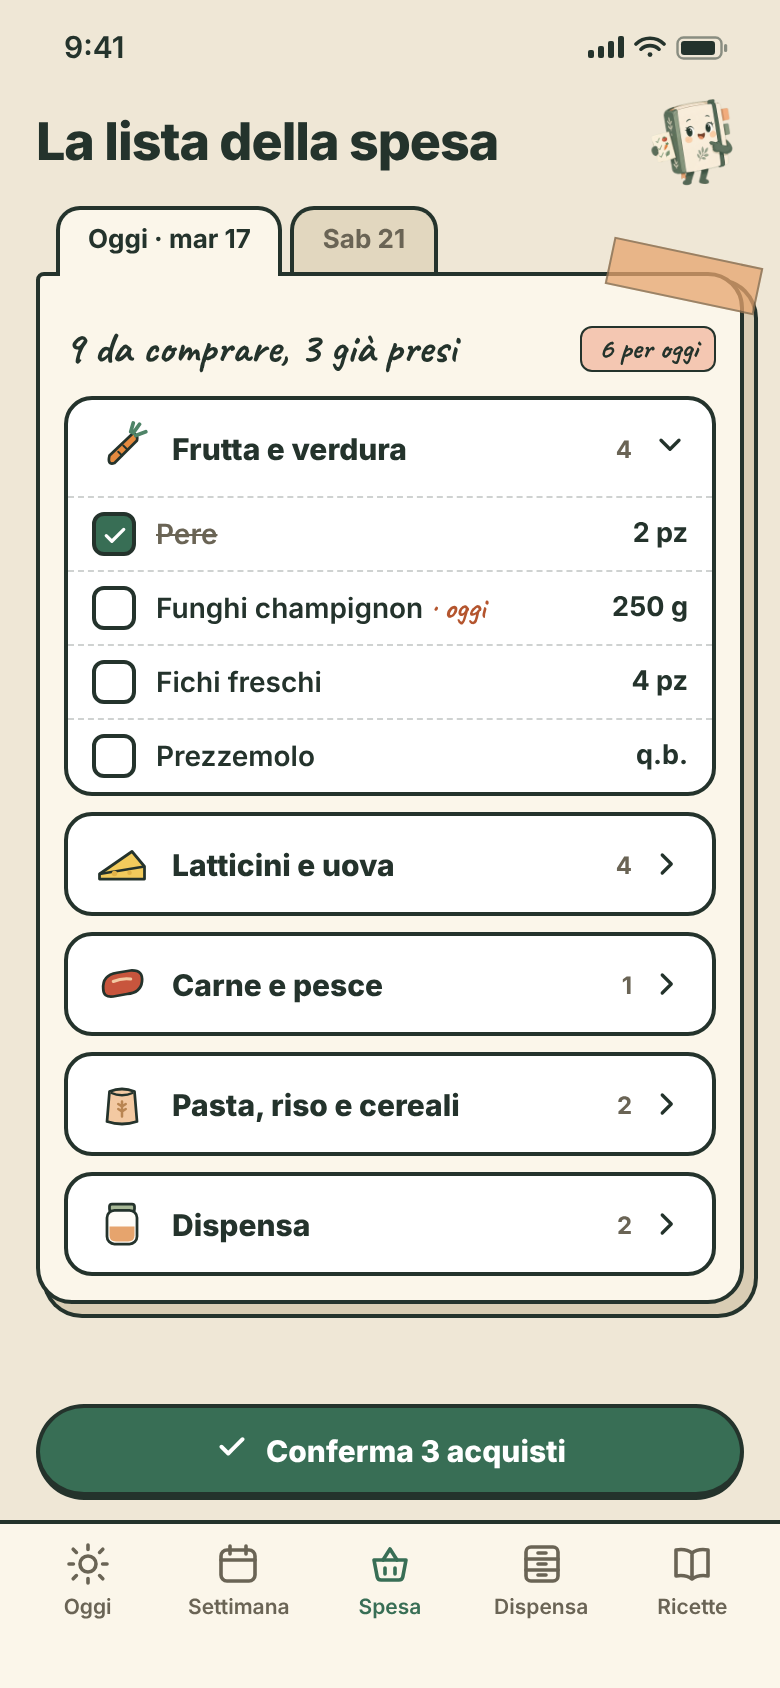 9:41
La lista della spesa
Oggi · mar 17
Sab 21
9 da comprare, 3 già presi
6 per oggi
Frutta e verdura 4
Pere 2 pz
Funghi champignon · oggi 250 g
Fichi freschi 4 pz
Prezzemolo q.b.
Latticini e uova 4
Carne e pesce 1
Pasta, riso e cereali 2
Dispensa 2
Conferma 3 acquisti
Oggi Settimana Spesa Dispensa Ricette